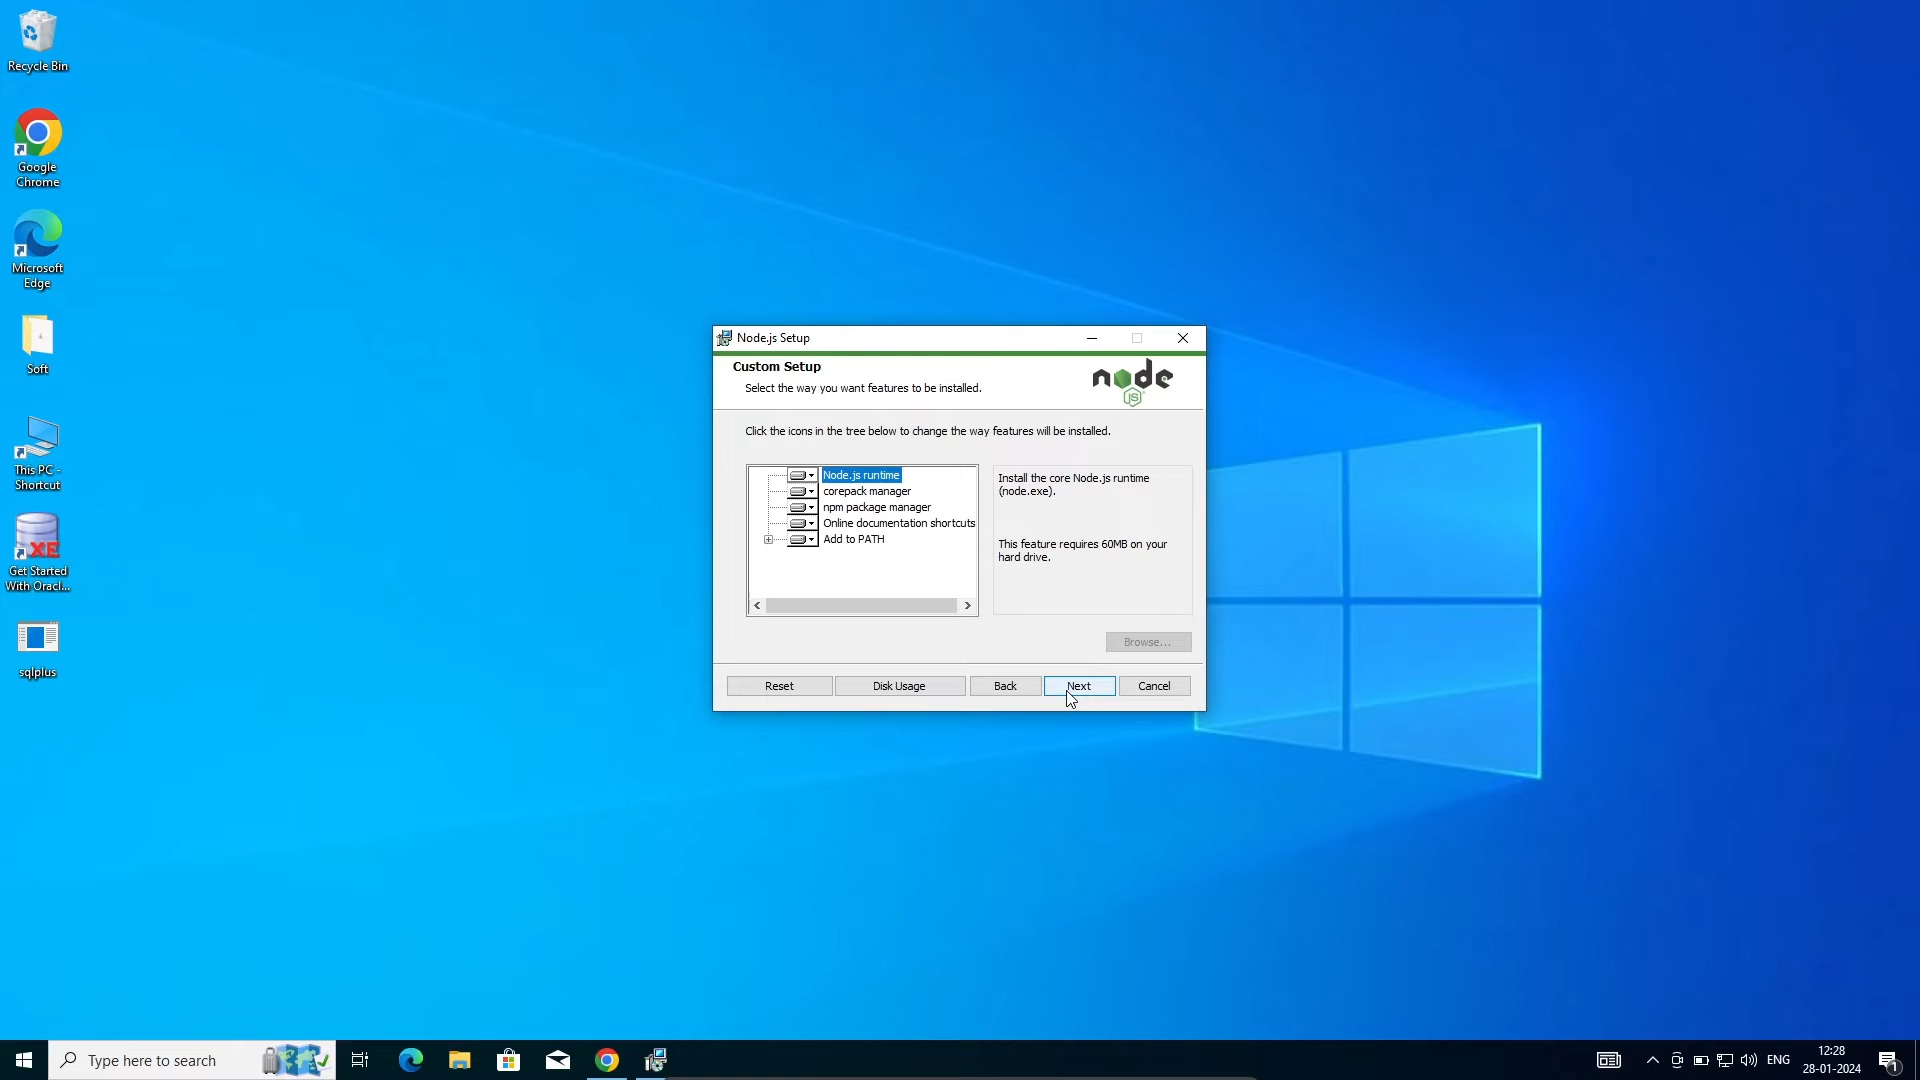 Recycle Bin
Google
Chrome
Microsoft
Edge
Soft
This PC -
Shortcut
XE
Get Started
With Oracl...
sqlplus
Node.js Setup
Custom Setup
Select the way you want features to be installed.
node
JS
Click the icons in the tree below to change the way features will be installed.
Node.js runtime
corepack manager
npm package manager
Online documentation shortcuts
Add to PATH
Install the core Node.js runtime
(node.exe).
This feature requires 60MB on your
hard drive.
Browse...
Reset
Disk Usage
Back
Next
Cancel
Type here to search
ENG
12:28
28-01-2024
1